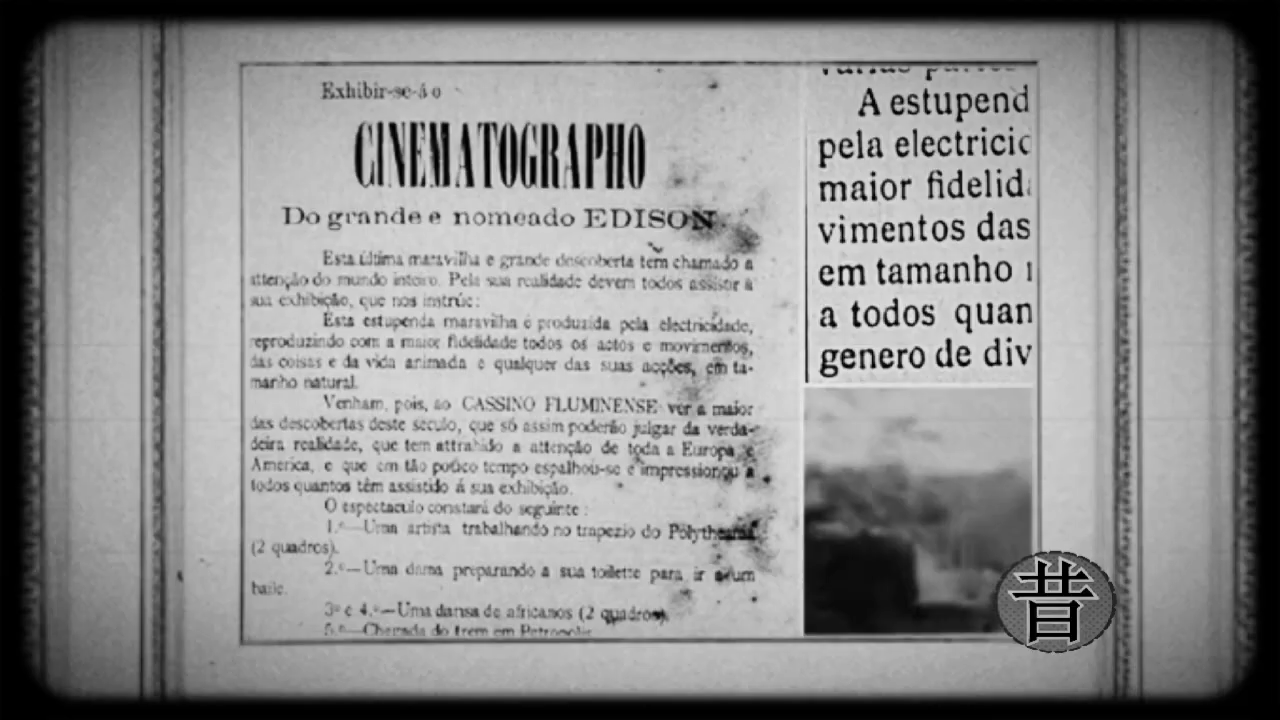 Exhibir-se-á o
CINEMATOGRAPHO
Do grande e nomeado EDISON
Esta última maravilha e grande descoberta têm chamado a
attenção do mundo inteiro. Pela sua realidade devem todos assistir á
sua exhibição, que nos instrúe:
Esta estupenda maravilha é produzida pela electricidade,
reproduzindo com a maior fidelidade todos os actos e movimentos,
das coisas e da vida animada e qualquer das suas acções, em ta-
manho natural.
Venham, pois, ao CASSINO FLUMINENSE ver a maior
das descobertas deste seculo, que só assim poderão julgar da verda-
deira realidade, que tem attrahido a attenção de toda a Europa e
America, e que em tão pouco tempo espalhou-se e impressionou a
todos quantos têm assistido á sua exhibição.
O espectaculo constará do seguinte:
1.º—Uma artista trabalhando no trapezio do Polytheama
(2 quadros).
2.º—Uma dama preparando a sua toilette para ir a um
baile.
3º e 4.º—Uma dansa de africanos (2 quadros).
5.º—Chegada do trem em Petropolis
A estupend
pela electricid
maior fidelid
vimentos das
em tamanho
a todos quan
genero de div
昔